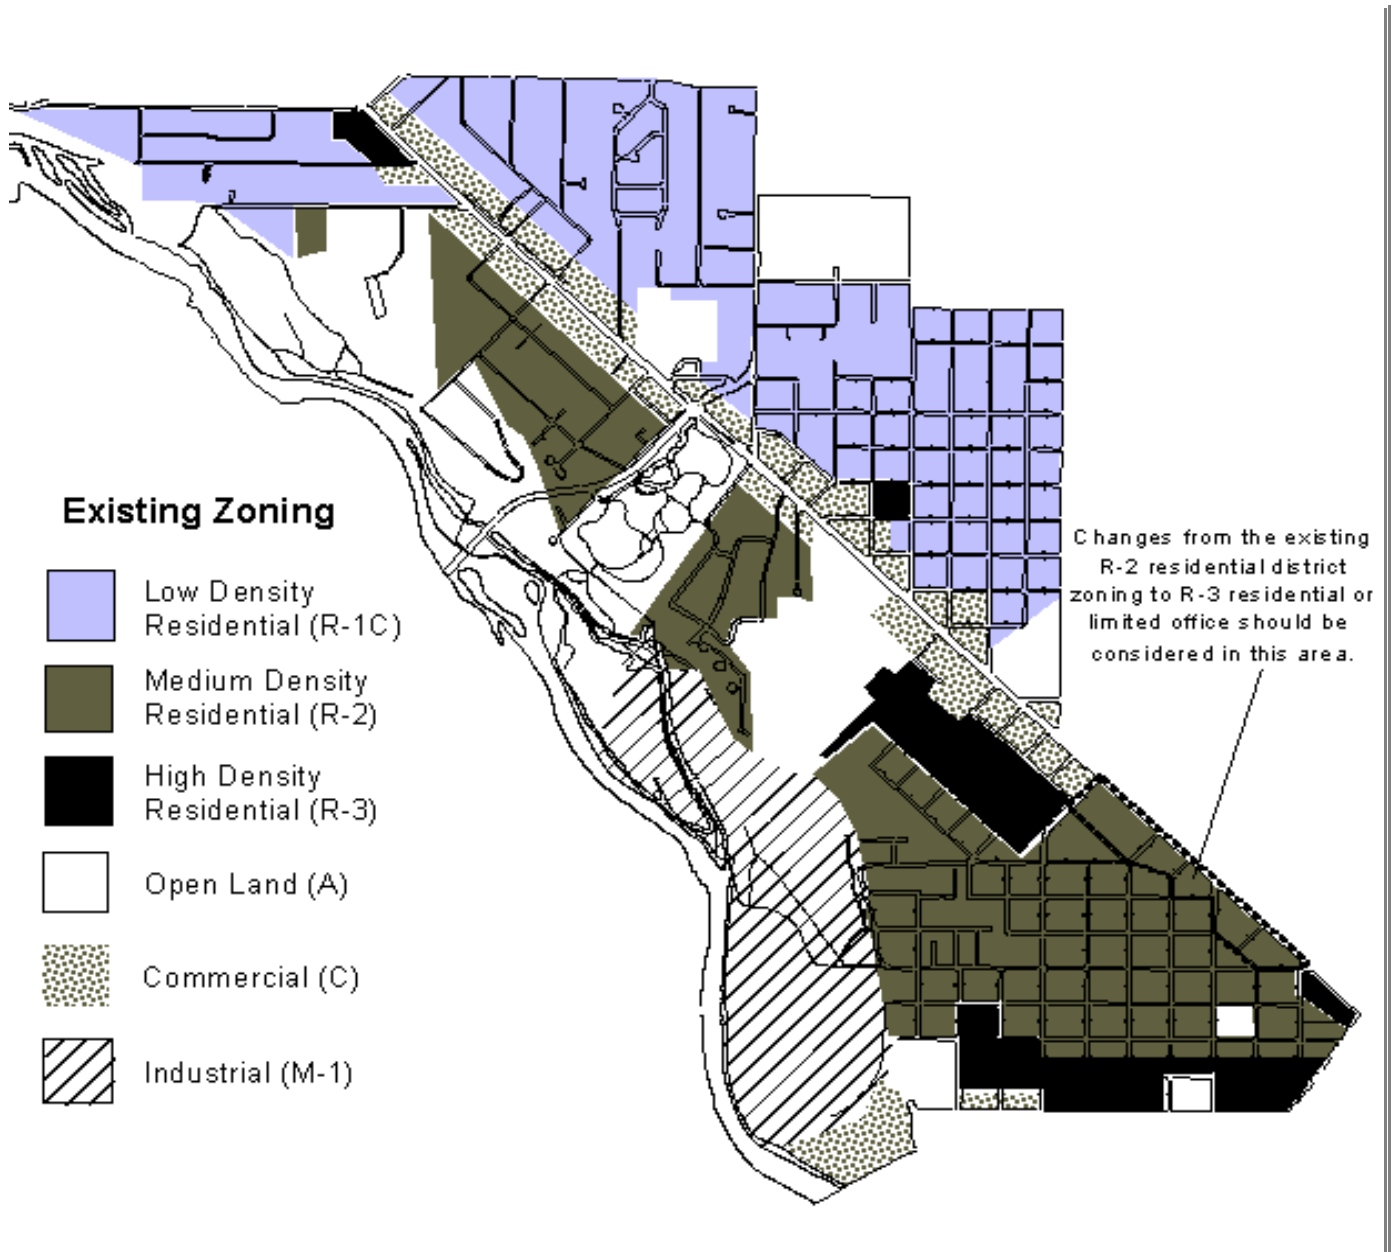 Existing Zoning
Low Density
Residential (R-1C)
Medium Density
Residential (R-2)
High Density
Residential (R-3)
Open Land (A)
Commercial (C)
Industrial (M-1)
Changes from the existing
R-2 residential district
zoning to R-3 residential or
limited office should be
considered in this area.